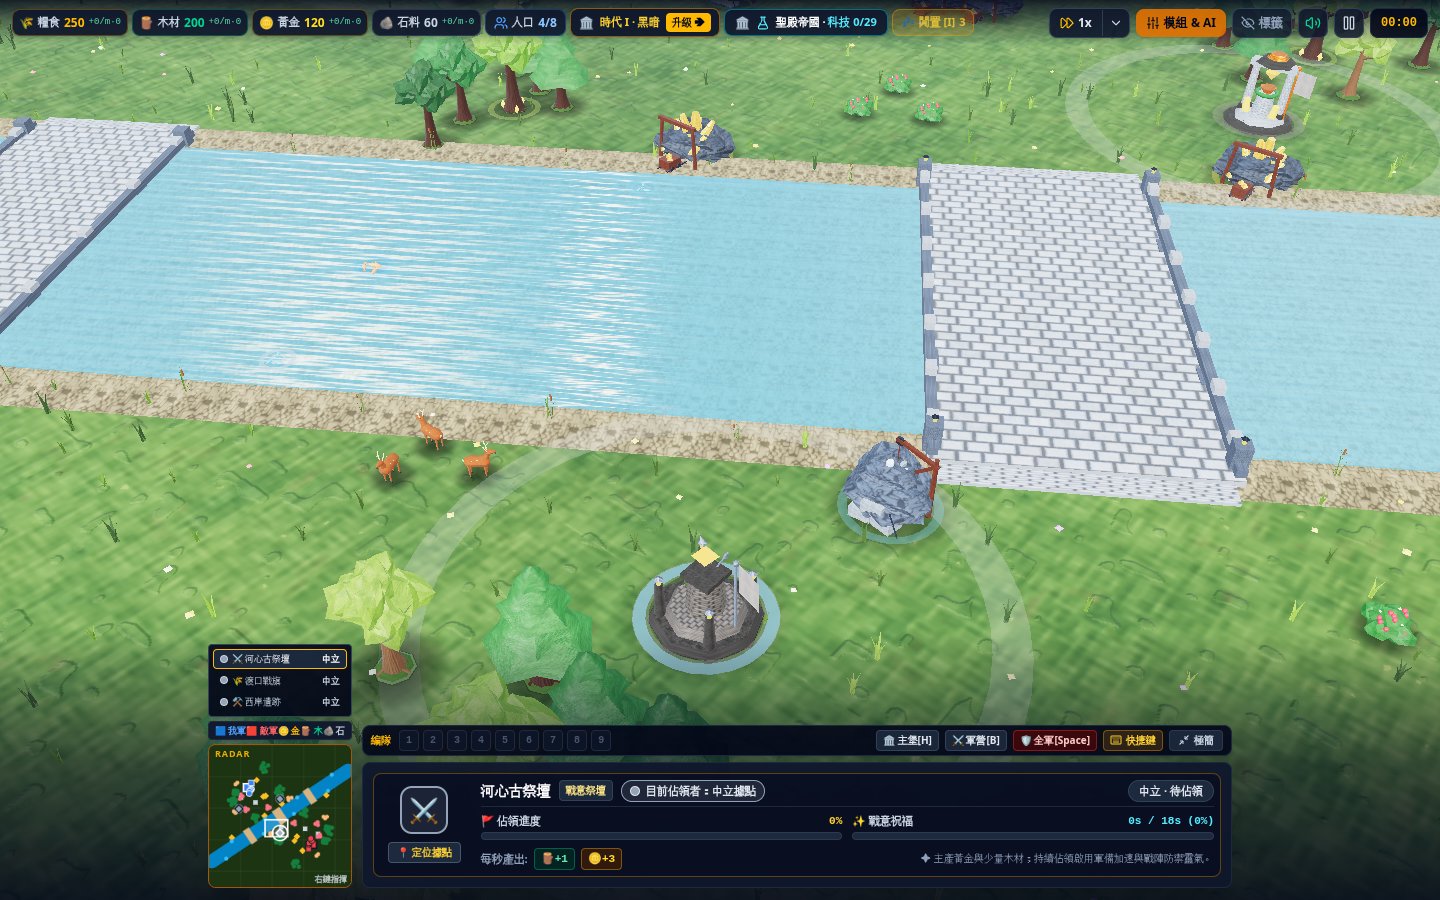 糧食 250 +0/m·0
木材 200 +0/m·0
黃金 120 +0/m·0
石料 60 +0/m·0
人口 4/8
時代 I · 黑暗 升級
聖殿帝國 · 科技 0/29
閒置 [I] 3
1x
模組 & AI
標籤
00:00
河心古祭壇 中立
渡口戰旗 中立
西岸遺跡 中立
我軍 敵軍 金 木 石
RADAR
右鍵指揮
編隊 1 2 3 4 5 6 7 8 9
主堡[H]
軍營[B]
全軍[Space]
快捷鍵
極簡
定位據點
河心古祭壇 戰意祭壇 目前佔領者：中立據點
中立 · 待佔領
佔領進度 0%
戰意祝福 0s / 18s (0%)
每秒產出: +1 +3
主產黃金與少量木材；持續佔領啟用軍備加速與戰陣防禦靈氣。